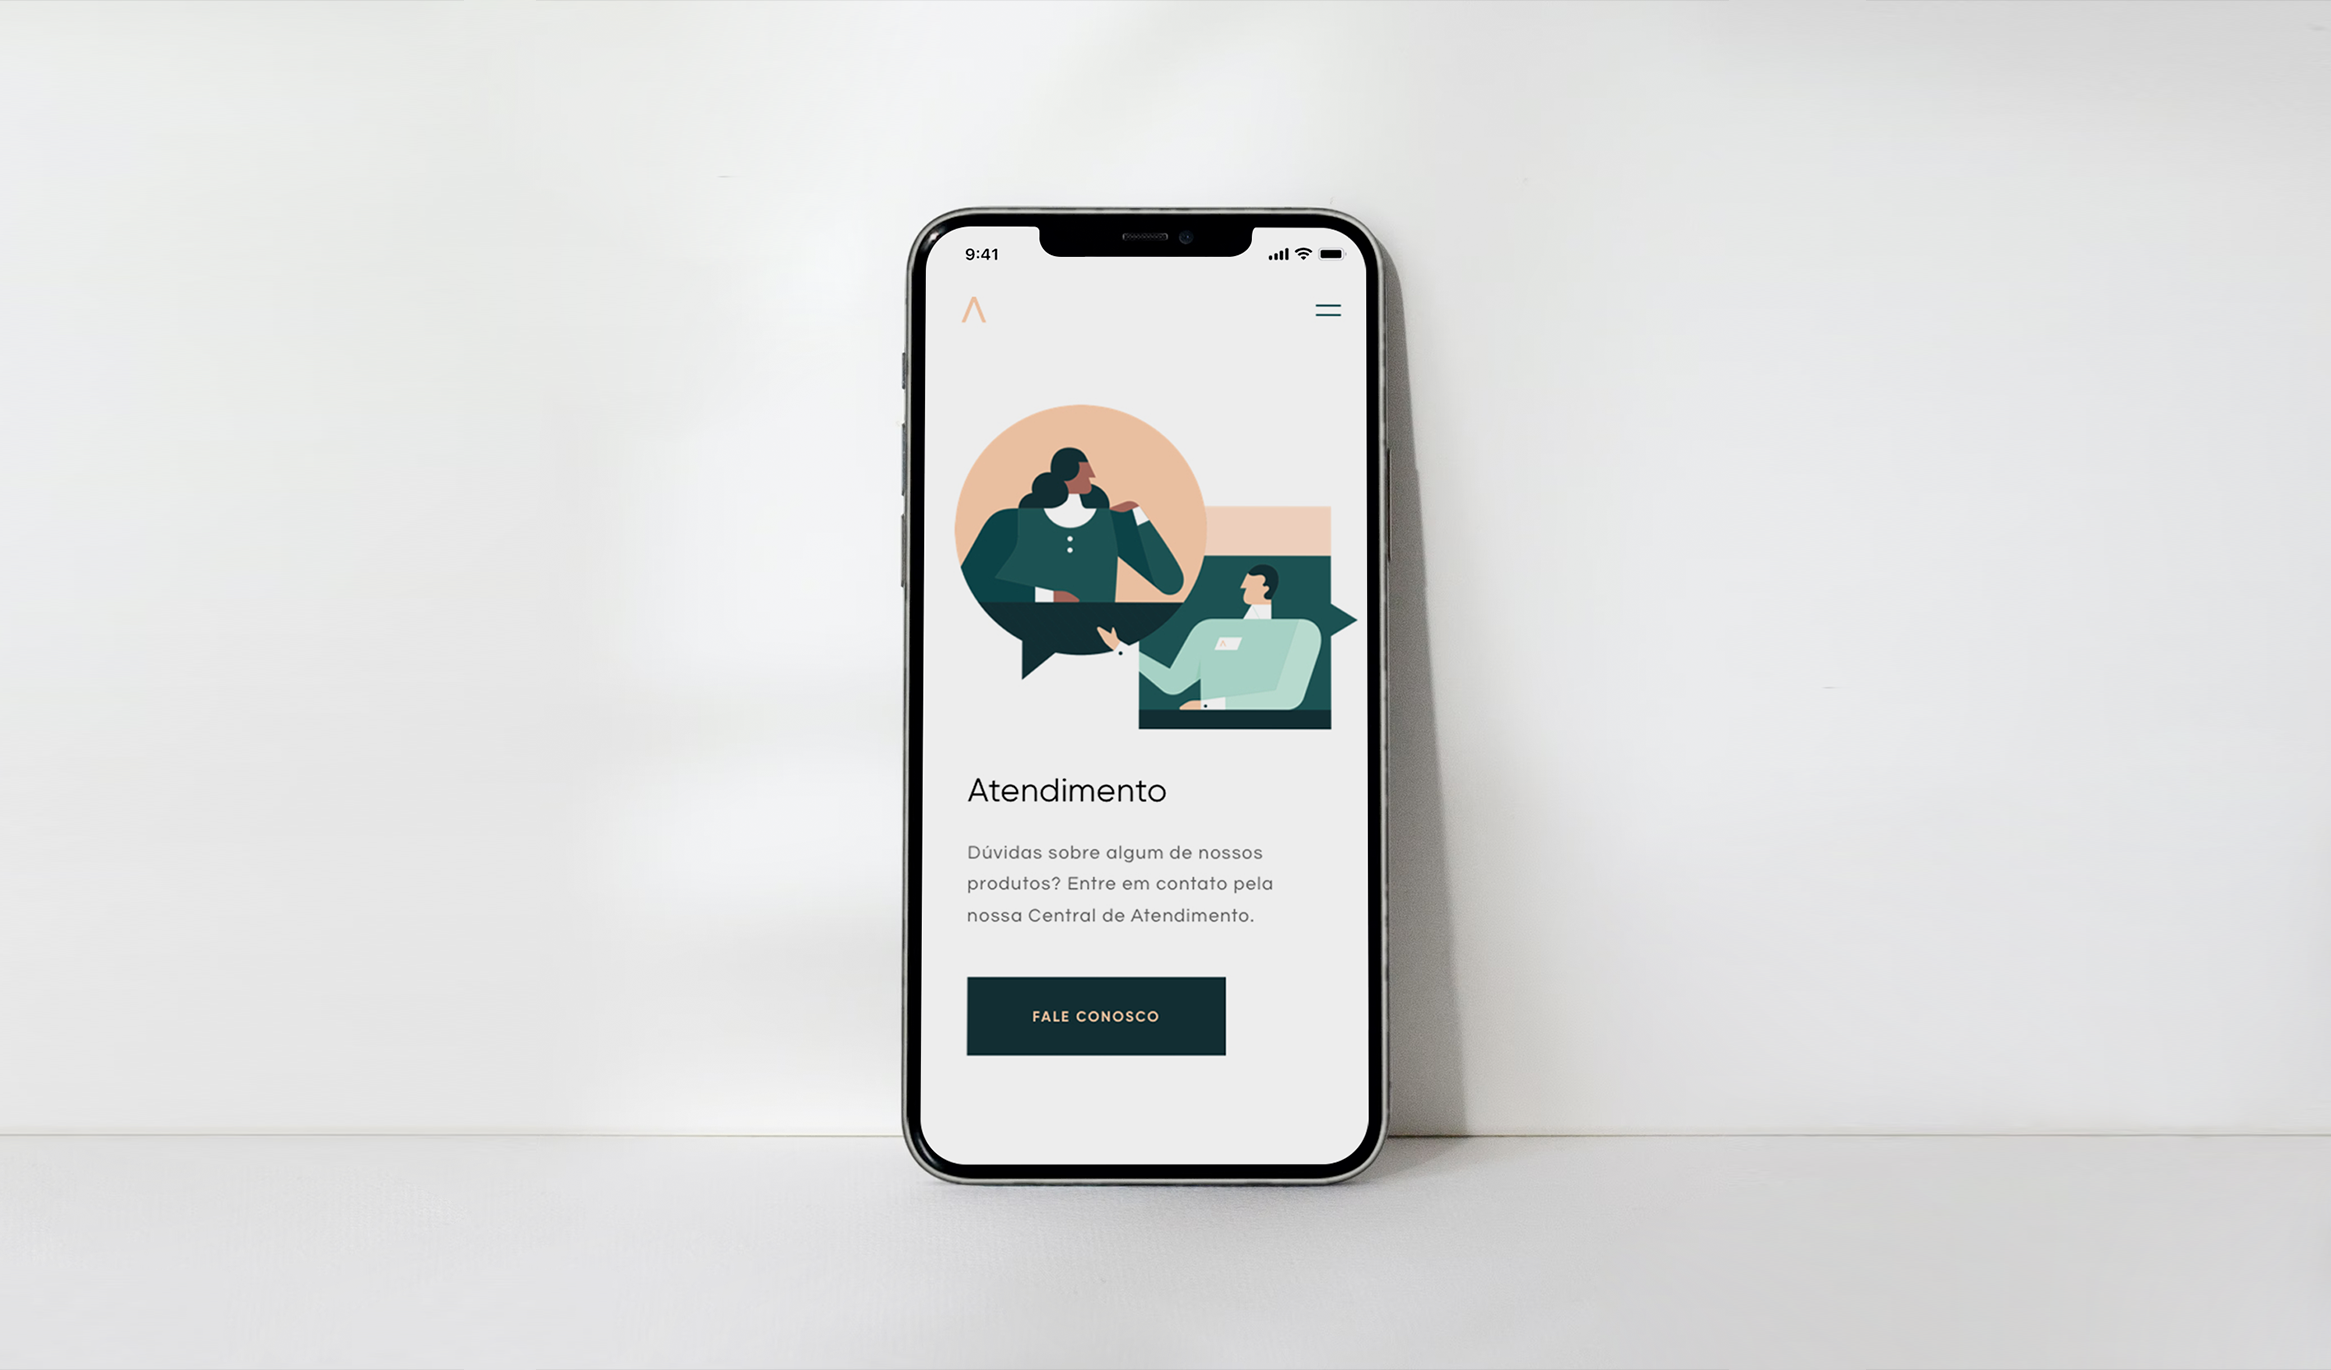 9:41
Atendimento
Dúvidas sobre algum de nossos
produtos? Entre em contato pela
nossa Central de Atendimento.
FALE CONOSCO